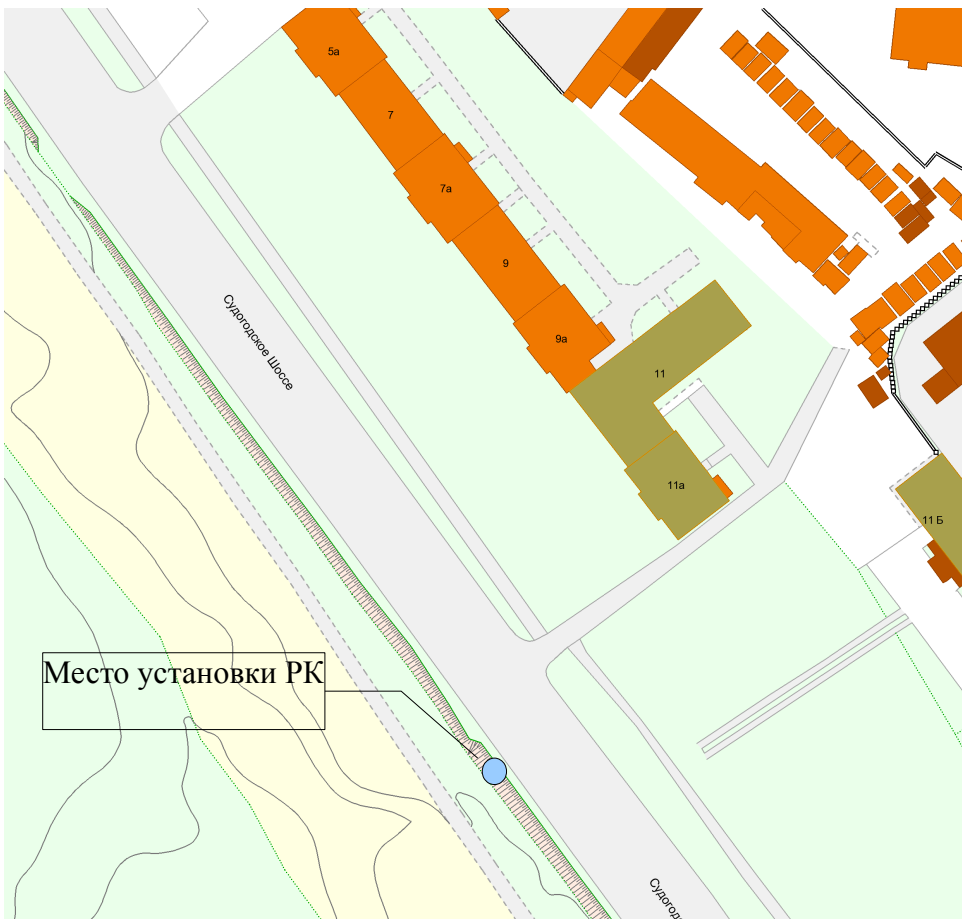 5а
7
7а
9
9а
Судогодское Шоссе
11
11а
11 Б
Место установки РК
Судогод